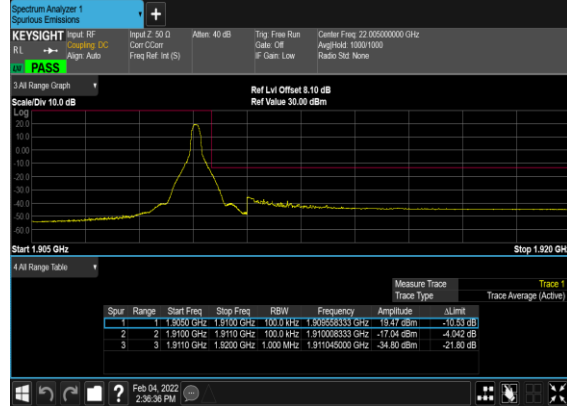 Spectrum Analyzer 1
Spurious Emissions
+
KEYSIGHT Input: RF Input Z: 50 Ω Atten: 40 dB Trig: Free Run Center Freq: 22.005000000 GHz
RL Coupling: DC Corr CCorr Gate: Off Avg|Hold: 1000/1000
Align: Auto Freq Ref: Int (S) IF Gain: Low Radio Std: None
LW PASS
3 All Range Graph
Ref Lvl Offset 8.10 dB
Scale/Div 10.0 dB Ref Value 30.00 dBm
Log
20.0
10.0
0.00
-10.0
-20.0
-30.0
-40.0
-50.0
-60.0
Start 1.905 GHz Stop 1.920 GH
4 All Range Table
Measure Trace Trace 1
Trace Type Trace Average (Active)
Spur Range Start Freq Stop Freq RBW Frequency Amplitude ΔLimit
1 1 1.9050 GHz 1.9100 GHz 100.0 kHz 1.909558333 GHz 19.47 dBm -10.53 dB
2 2 1.9100 GHz 1.9110 GHz 100.0 kHz 1.910008333 GHz -17.04 dBm -4.042 dB
3 3 1.9110 GHz 1.9200 GHz 1.000 MHz 1.911045000 GHz -34.80 dBm -21.80 dB
? Feb 04, 2022
2:36:36 PM